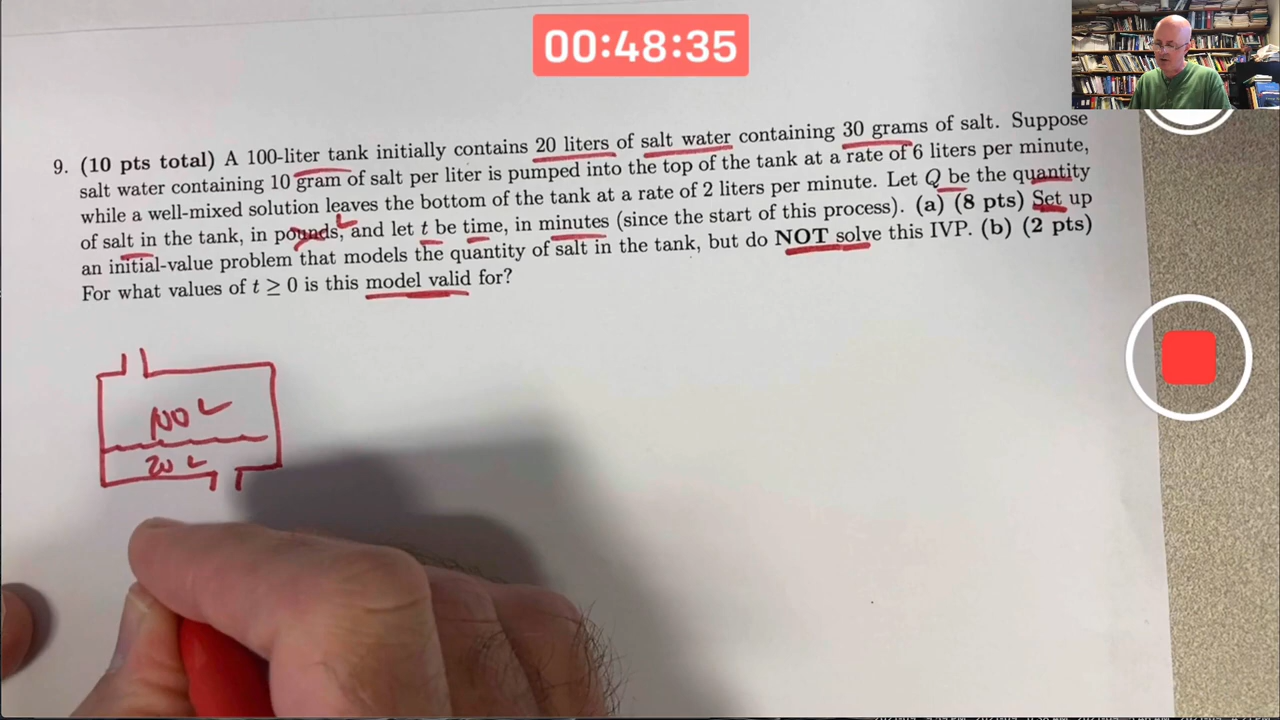 00:48:35
9. (10 pts total) A 100-liter tank initially contains 20 liters of salt water containing 30 grams of salt. Suppose
salt water containing 10 gram of salt per liter is pumped into the top of the tank at a rate of 6 liters per minute,
while a well-mixed solution leaves the bottom of the tank at a rate of 2 liters per minute. Let Q be the quantity
of salt in the tank, in pounds, and let t be time, in minutes (since the start of this process). (a) (8 pts) Set up
an initial-value problem that models the quantity of salt in the tank, but do NOT solve this IVP. (b) (2 pts)
For what values of t ≥ 0 is this model valid for?
100 L
20 L